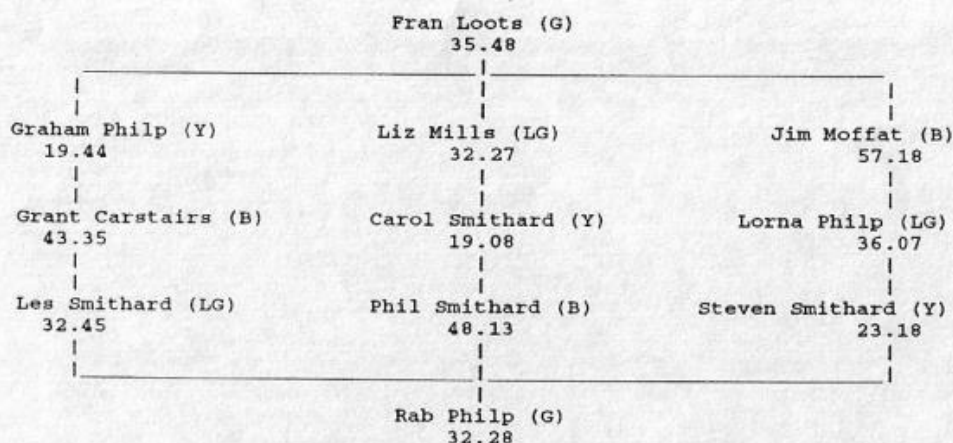 Fran Loots (G)
35.48
Graham Philp (Y) Liz Mills (LG) Jim Moffat (B)
19.44 32.27 57.18
Grant Carstairs (B) Carol Smithard (Y) Lorna Philp (LG)
43.35 19.08 36.07
Les Smithard (LG) Phil Smithard (B) Steven Smithard (Y)
32.45 48.13 23.18
Rab Philp (G)
32.28